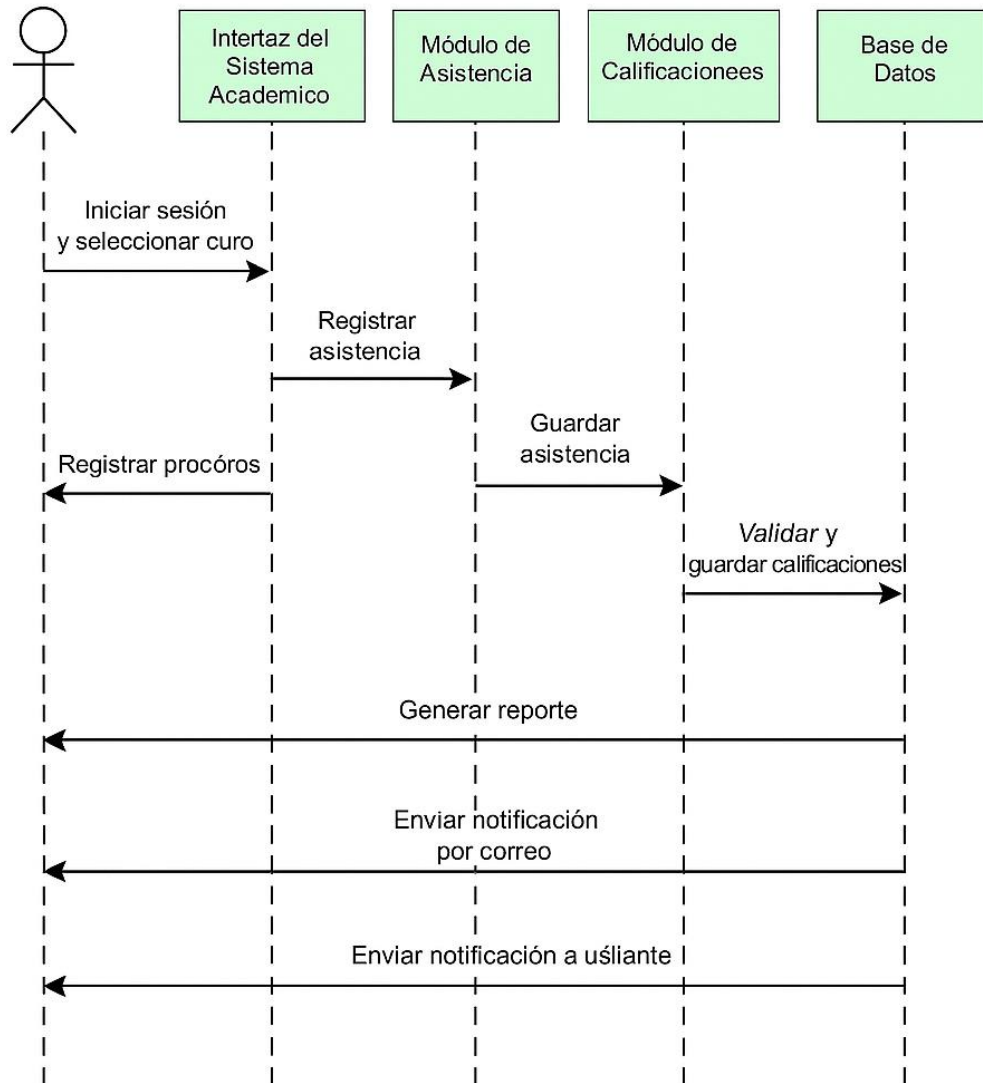 Intertaz del
Sistema
Academico
Módulo de
Asistencia
Módulo de
Calificacionees
Base de
Datos
Iniciar sesión
y seleccionar curo
Registrar
asistencia
Guardar
asistencia
Registrar procóros
Validar y
guardar calificaciones
Generar reporte
Enviar notificación
por correo
Enviar notificación a uśliante